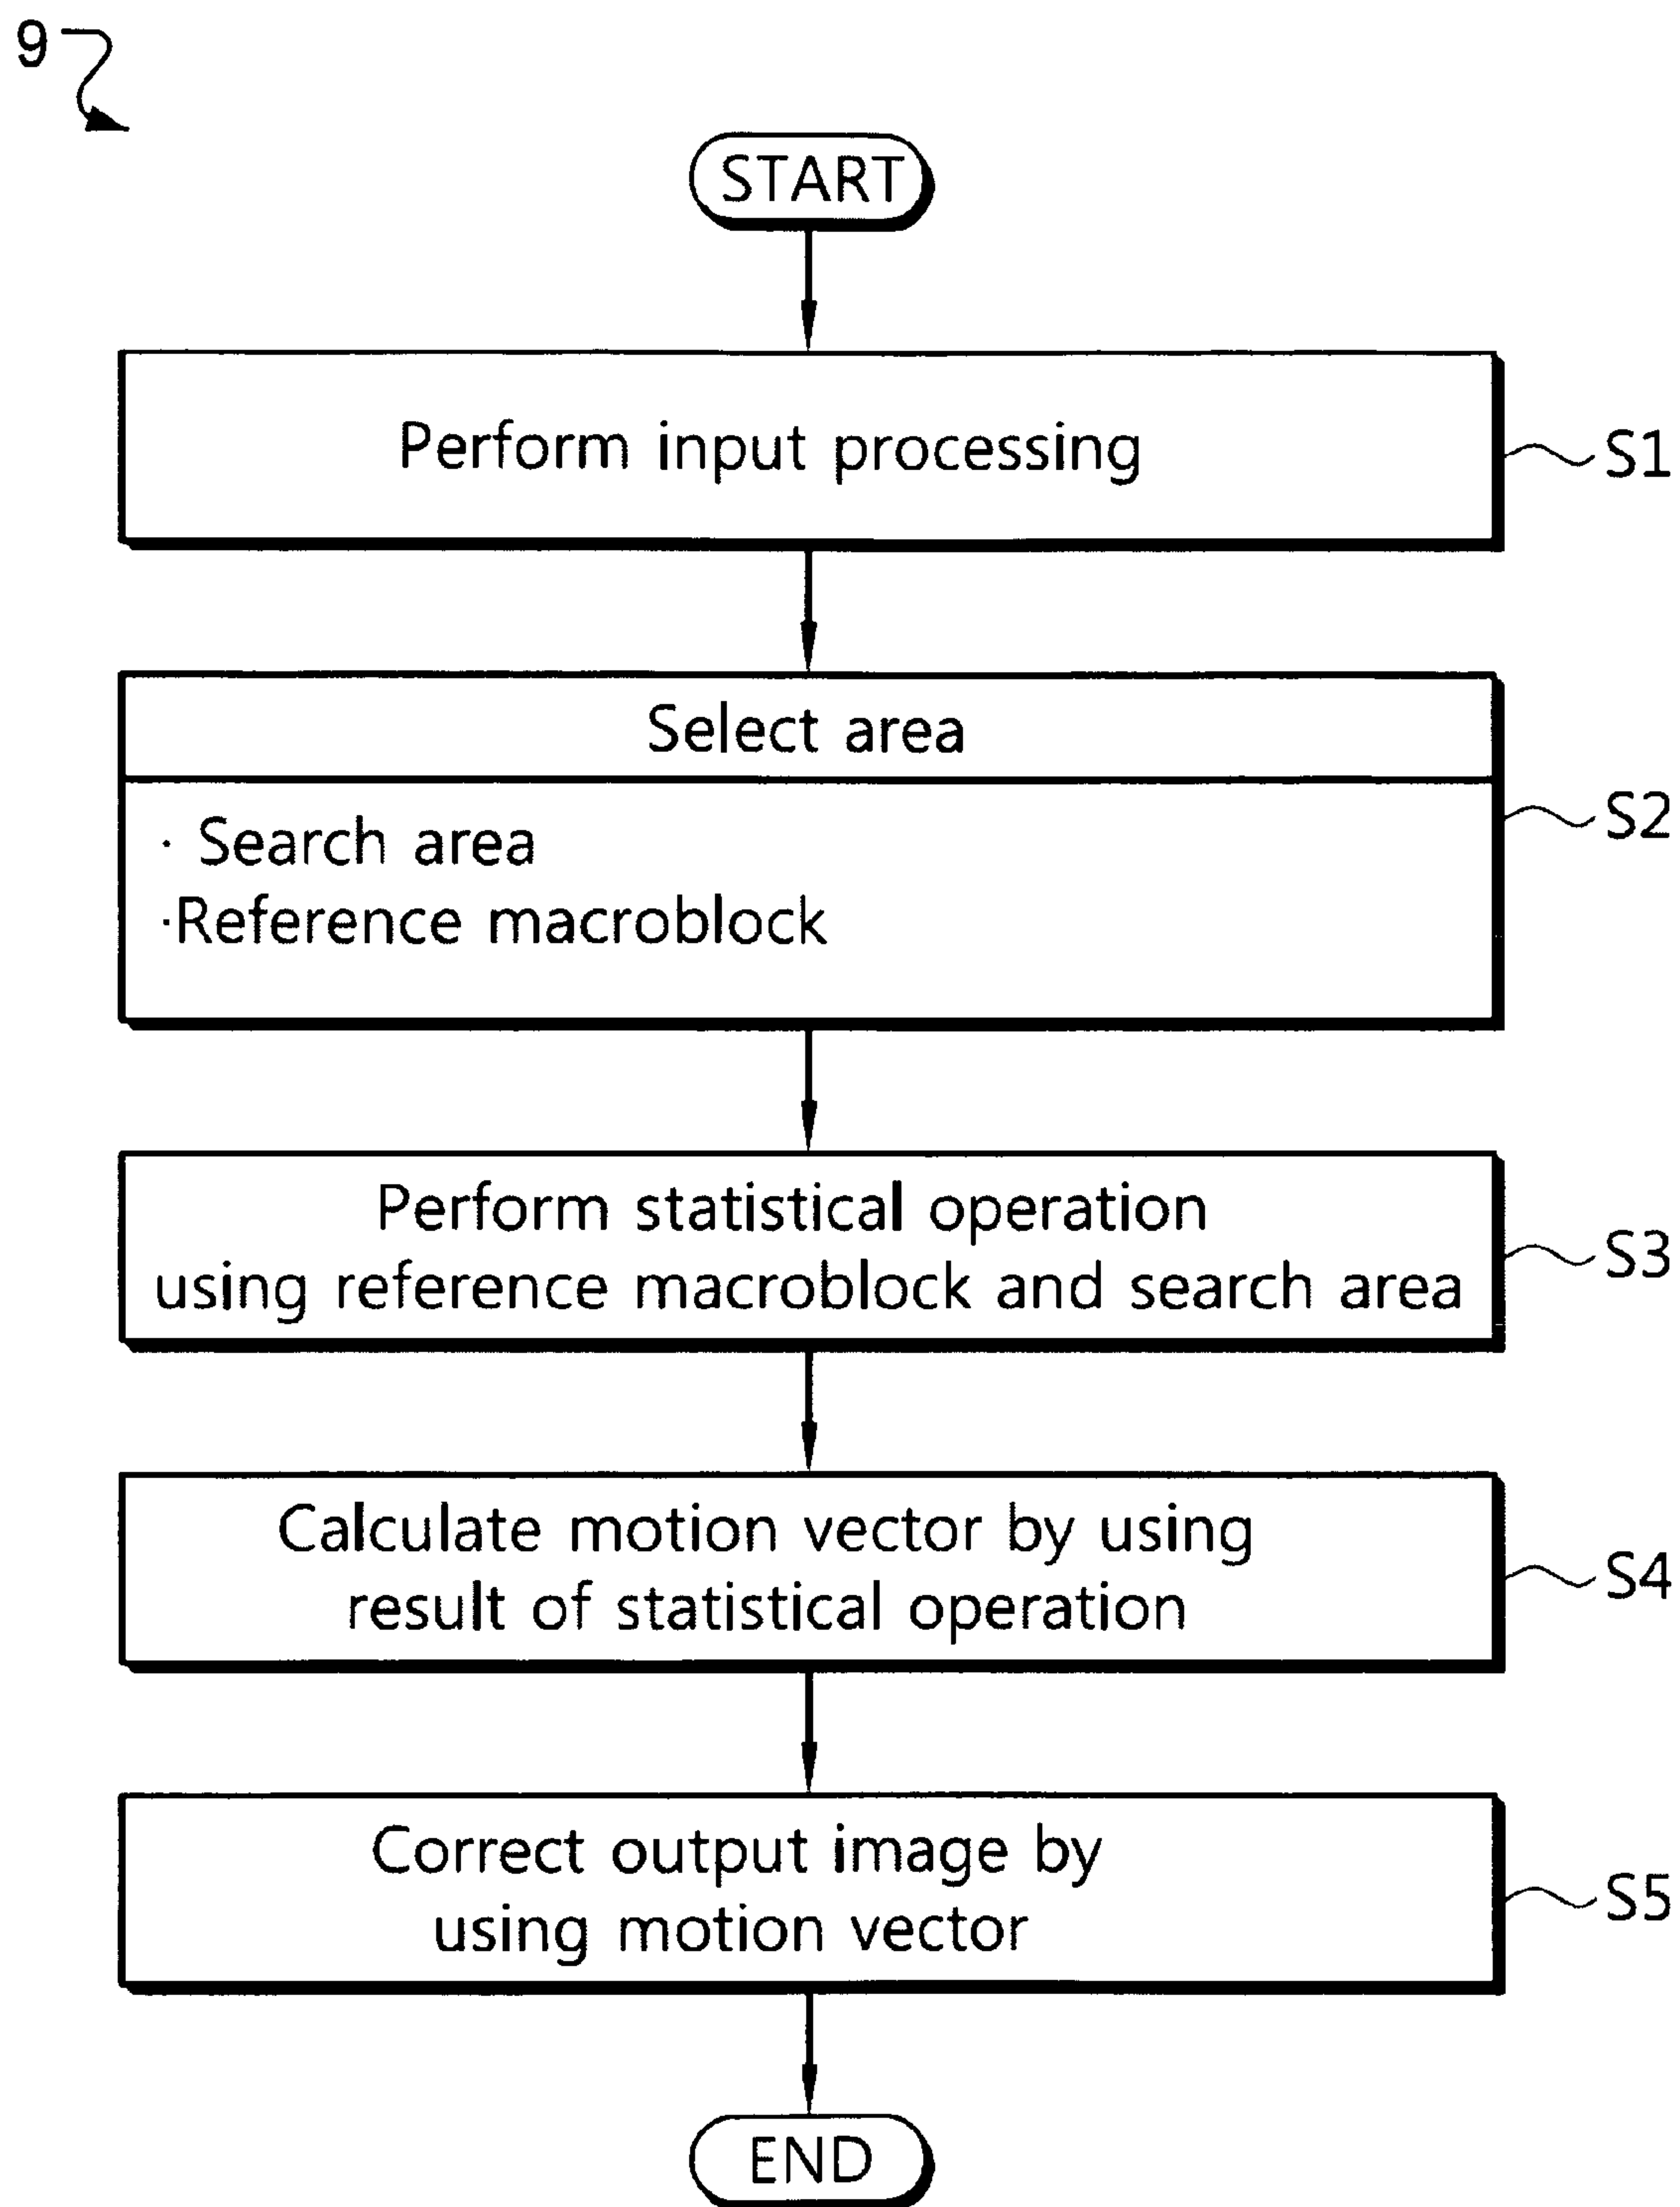 9
START
Perform input processing
S1
Select area
· Search area
·Reference macroblock
S2
Perform statistical operation
using reference macroblock and search area
S3
Calculate motion vector by using
result of statistical operation
S4
Correct output image by
using motion vector
S5
END